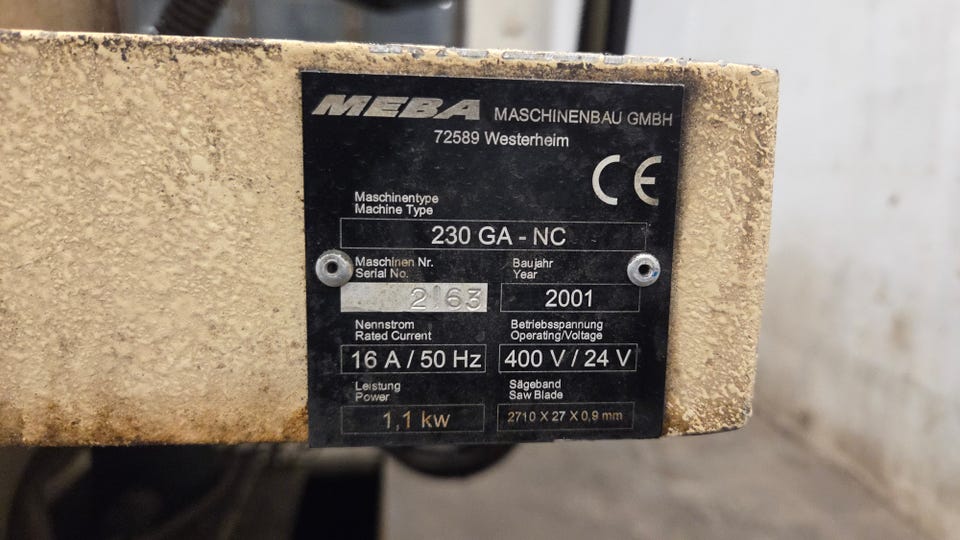 MEBA MASCHINENBAU GMBH
72589 Westerheim
CE
Maschinentype
Machine Type
230 GA - NC
Maschinen Nr.
Serial No.
2163
Baujahr
Year
2001
Nennstrom
Rated Current
16 A / 50 Hz
Betriebsspannung
Operating/Voltage
400 V / 24 V
Leistung
Power
1,1 kw
Sägeband
Saw Blade
2710 X 27 X 0,9 mm